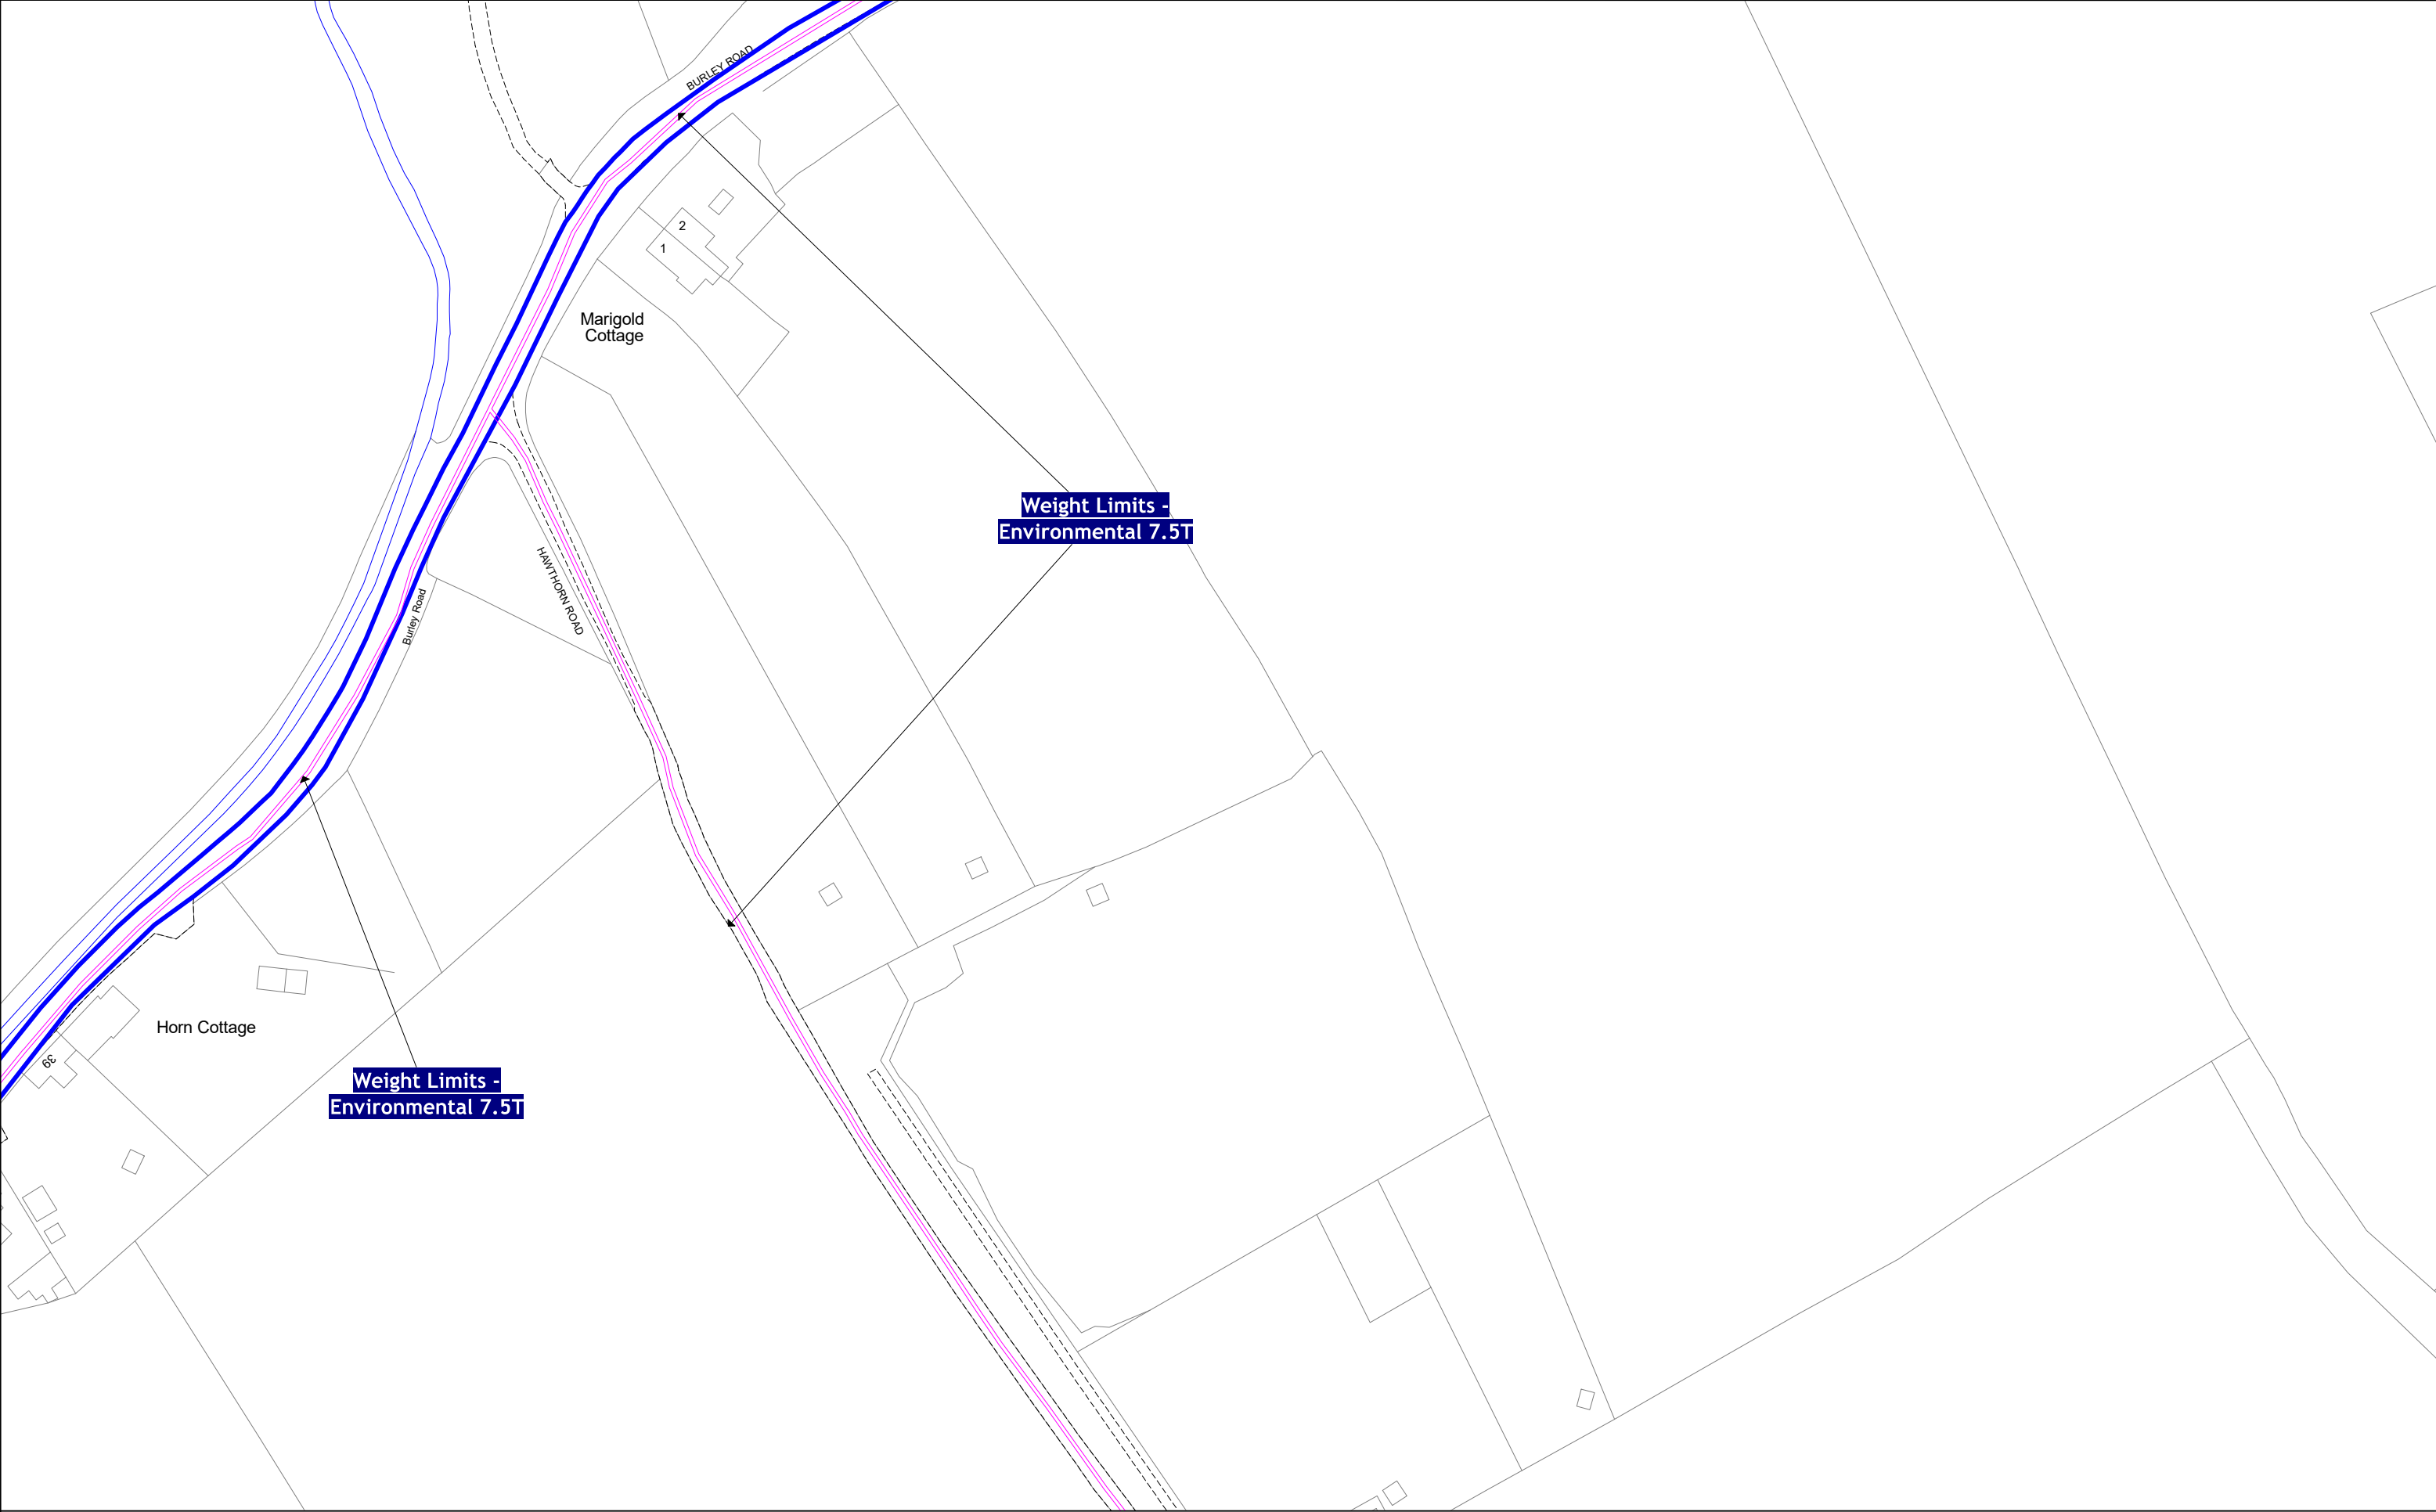 BURLEY ROAD
2
1
Marigold
Cottage
Weight Limits -
Environmental 7.5T
HAWTHORN ROAD
Burley Road
Horn Cottage
39
Weight Limits -
Environmental 7.5T